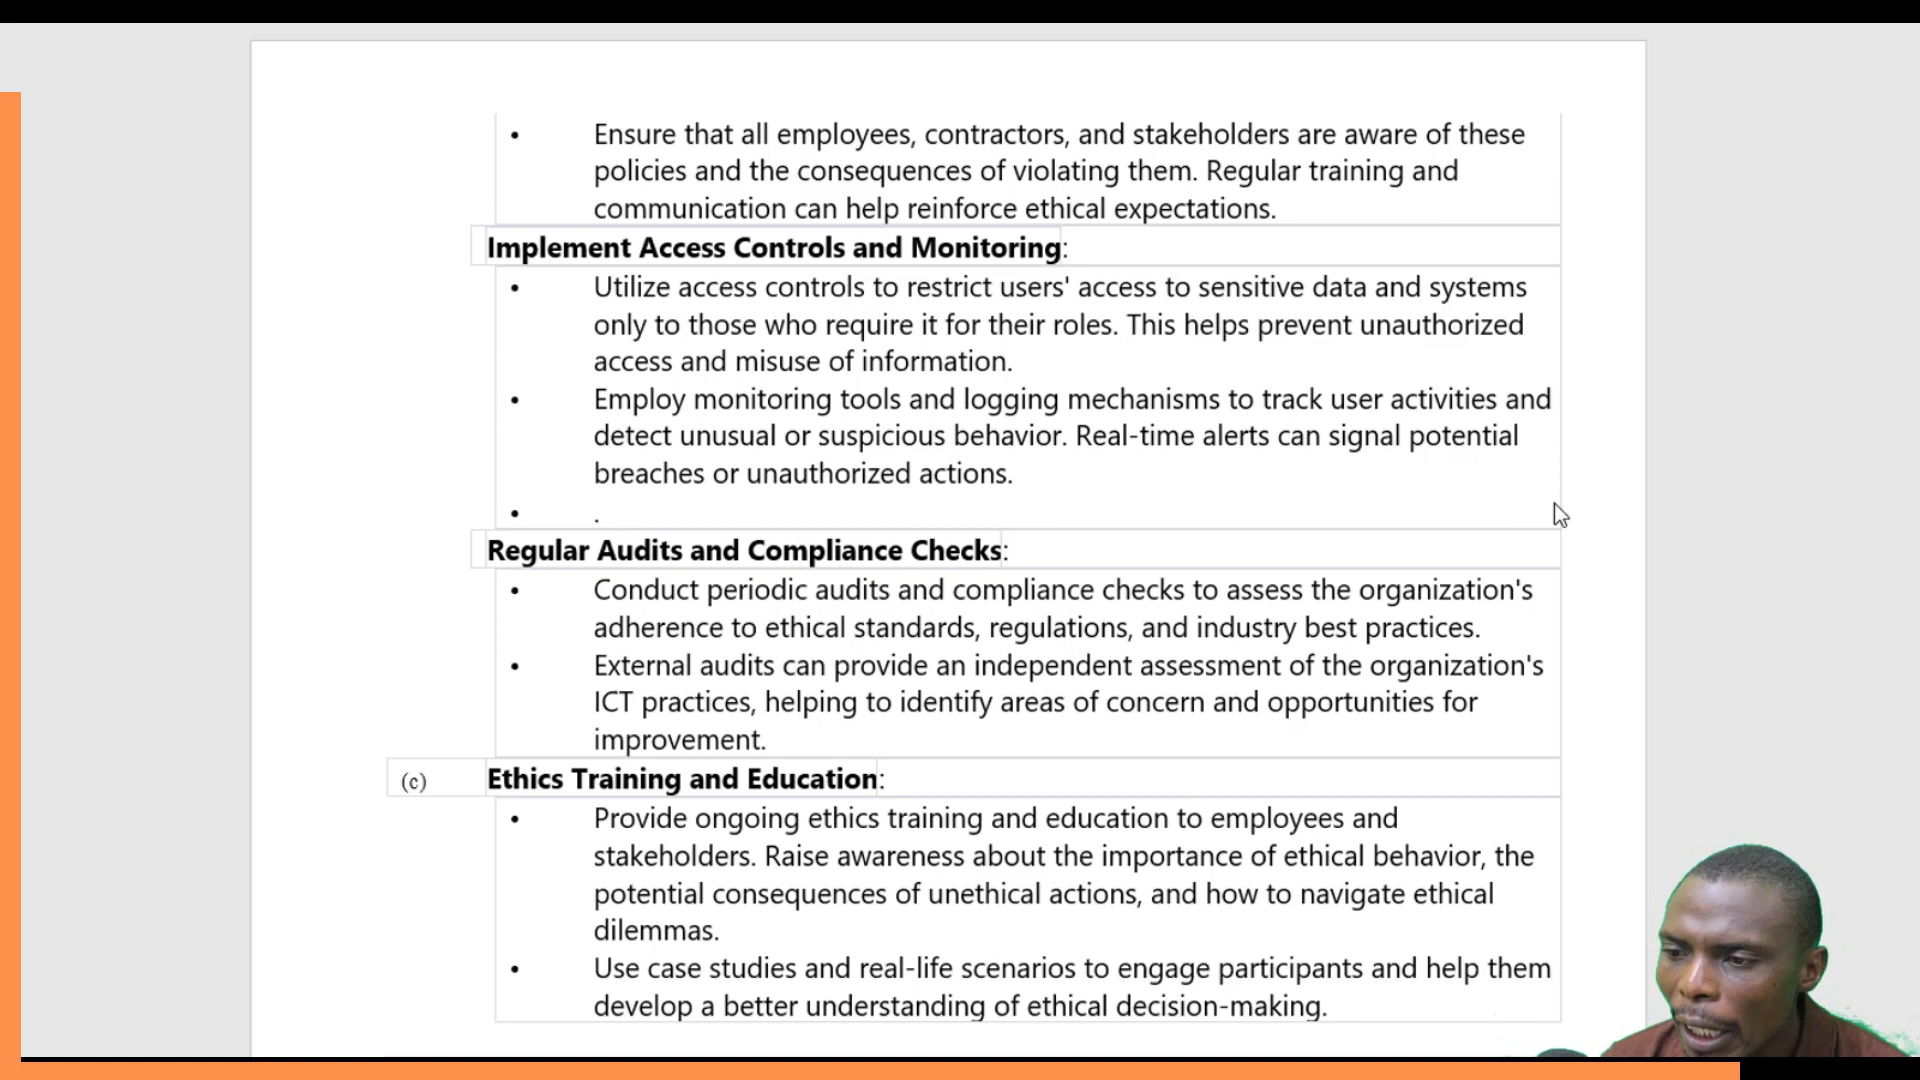 • Ensure that all employees, contractors, and stakeholders are aware of these
policies and the consequences of violating them. Regular training and
communication can help reinforce ethical expectations.
Implement Access Controls and Monitoring:
• Utilize access controls to restrict users' access to sensitive data and systems
only to those who require it for their roles. This helps prevent unauthorized
access and misuse of information.
• Employ monitoring tools and logging mechanisms to track user activities and
detect unusual or suspicious behavior. Real-time alerts can signal potential
breaches or unauthorized actions.
• .
Regular Audits and Compliance Checks:
• Conduct periodic audits and compliance checks to assess the organization's
adherence to ethical standards, regulations, and industry best practices.
• External audits can provide an independent assessment of the organization's
ICT practices, helping to identify areas of concern and opportunities for
improvement.
(c) Ethics Training and Education:
• Provide ongoing ethics training and education to employees and
stakeholders. Raise awareness about the importance of ethical behavior, the
potential consequences of unethical actions, and how to navigate ethical
dilemmas.
• Use case studies and real-life scenarios to engage participants and help them
develop a better understanding of ethical decision-making.